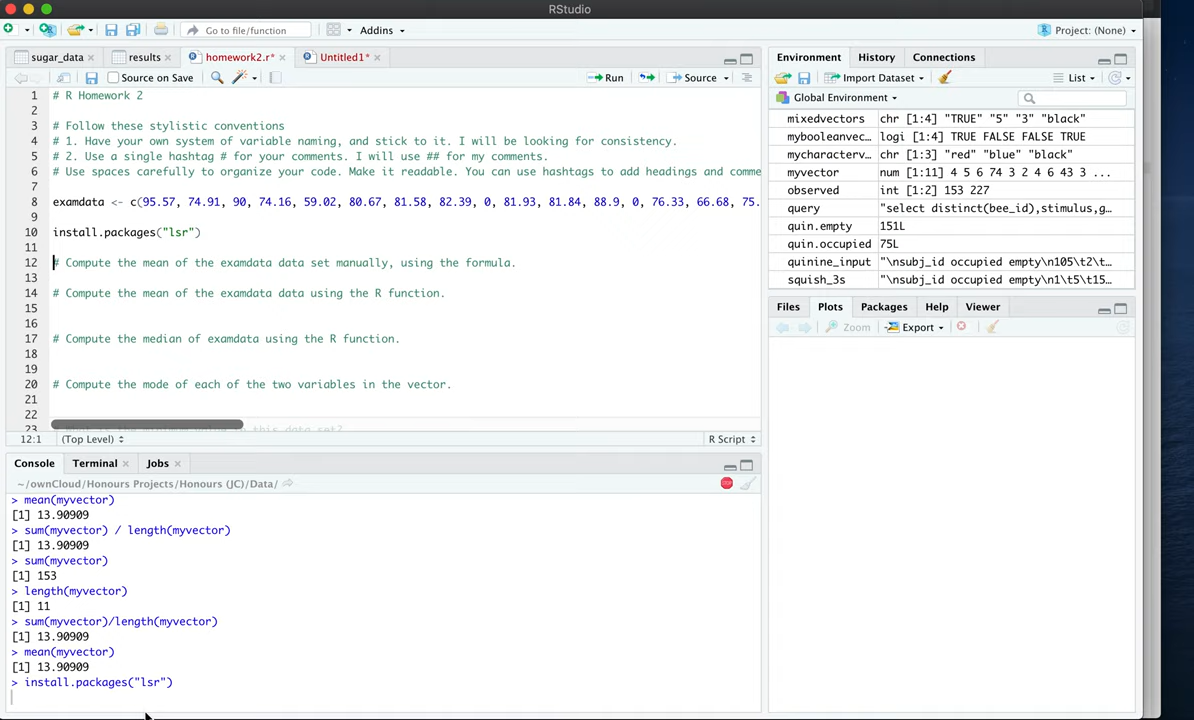 RStudio
Go to file/function
Addins
Project: (None)
sugar_data
results
homework2.r*
Untitled1*
Source on Save
Run
Source
1 # R Homework 2
2
3 # Follow these stylistic conventions
4 # 1. Have your own system of variable naming, and stick to it. I will be looking for consistency.
5 # 2. Use a single hashtag # for your comments. I will use ## for my comments.
6 # Use spaces carefully to organize your code. Make it readable. You can use hashtags to add headings and comme
7
8 examdata <- c(95.57, 74.91, 90, 74.16, 59.02, 80.67, 81.58, 82.39, 0, 81.93, 81.84, 88.9, 0, 76.33, 66.68, 75.
9
10 install.packages("lsr")
11
12 # Compute the mean of the examdata data set manually, using the formula.
13
14 # Compute the mean of the examdata data using the R function.
15
16
17 # Compute the median of examdata using the R function.
18
19
20 # Compute the mode of each of the two variables in the vector.
21
22
23
12:1
(Top Level)
R Script
Console
Terminal
Jobs
~/ownCloud/Honours Projects/Honours (JC)/Data/
> mean(myvector)
[1] 13.90909
> sum(myvector) / length(myvector)
[1] 13.90909
> sum(myvector)
[1] 153
> length(myvector)
[1] 11
> sum(myvector)/length(myvector)
[1] 13.90909
> mean(myvector)
[1] 13.90909
> install.packages("lsr")
Environment
History
Connections
Import Dataset
List
Global Environment
mixedvectors chr [1:4] "TRUE" "5" "3" "black"
mybooleanvec… logi [1:4] TRUE FALSE FALSE TRUE
mycharacterv… chr [1:3] "red" "blue" "black"
myvector num [1:11] 4 5 6 74 3 2 4 6 43 3 ...
observed int [1:2] 153 227
query "select distinct(bee_id),stimulus,g…
quin.empty 151L
quin.occupied 75L
quinine_input "\nsubj_id occupied empty\n105\t2\t…
squish_3s "\nsubj_id occupied empty\n1\t5\t15…
Files
Plots
Packages
Help
Viewer
Zoom
Export